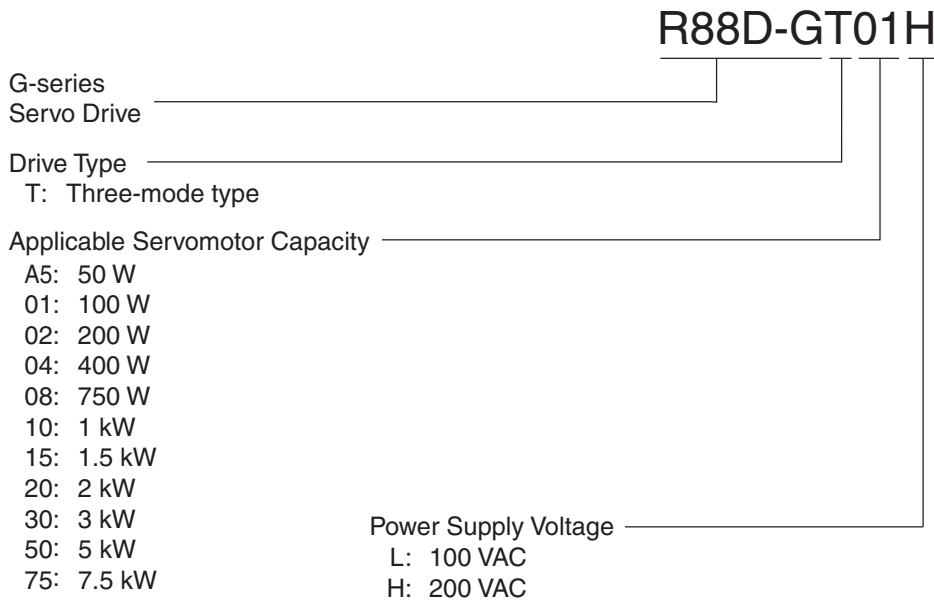 R88D-GT01H
G-series
Servo Drive
Drive Type
T: Three-mode type
Applicable Servomotor Capacity
A5: 50 W
01: 100 W
02: 200 W
04: 400 W
08: 750 W
10: 1 kW
15: 1.5 kW
20: 2 kW
30: 3 kW
50: 5 kW
75: 7.5 kW
Power Supply Voltage
L: 100 VAC
H: 200 VAC